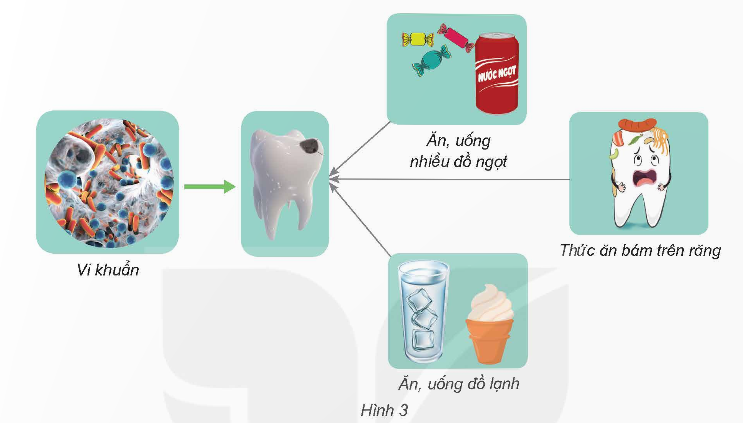 NƯỚC NGỌT
Ăn, uống
nhiều đồ ngọt
Vi khuẩn
Thức ăn bám trên răng
Ăn, uống đồ lạnh
Hình 3